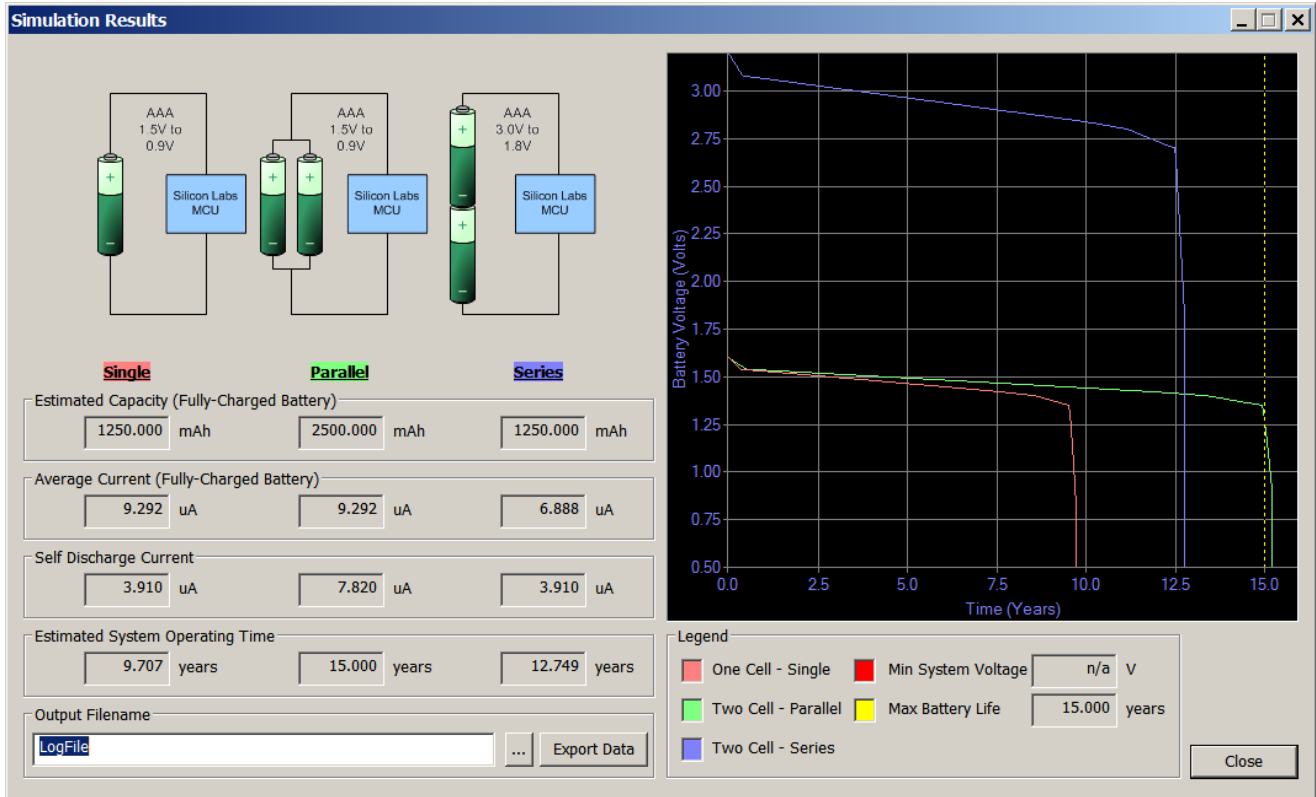 Simulation Results
AAA
1.5V to
0.9V
+
−
Silicon Labs
MCU
AAA
1.5V to
0.9V
+
+
−
−
Silicon Labs
MCU
AAA
3.0V to
1.8V
+
−
+
−
Silicon Labs
MCU
Single Parallel Series
Estimated Capacity (Fully-Charged Battery)
1250.000 mAh 2500.000 mAh 1250.000 mAh
Average Current (Fully-Charged Battery)
9.292 uA 9.292 uA 6.888 uA
Self Discharge Current
3.910 uA 7.820 uA 3.910 uA
Estimated System Operating Time
9.707 years 15.000 years 12.749 years
Output Filename
LogFile ... Export Data
Battery Voltage (Volts)
3.00
2.75
2.50
2.25
2.00
1.75
1.50
1.25
1.00
0.75
0.50
0.0 2.5 5.0 7.5 10.0 12.5 15.0
Time (Years)
Legend
One Cell - Single Min System Voltage n/a V
Two Cell - Parallel Max Battery Life 15.000 years
Two Cell - Series
Close